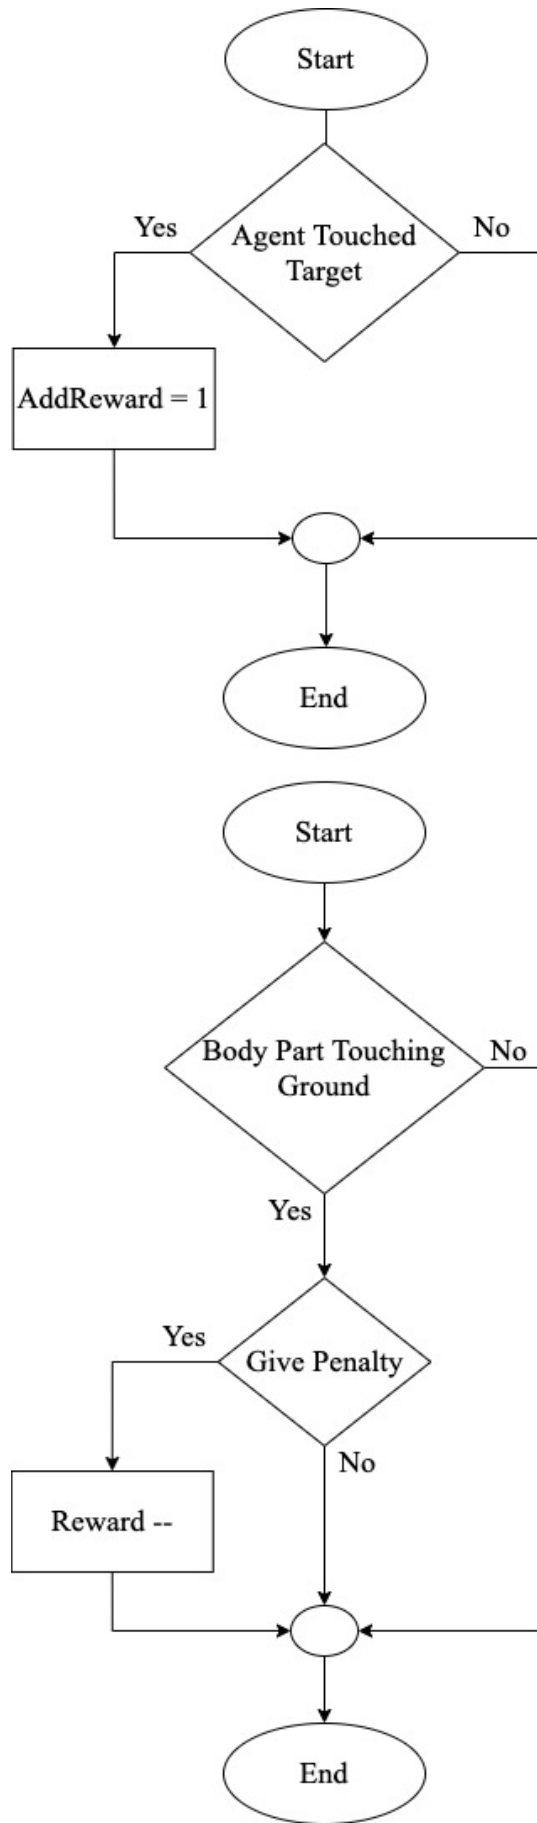 Start
Yes
Agent Touched
Target
No
AddReward = 1
End
Start
Body Part Touching
Ground
No
Yes
Yes
Give Penalty
No
Reward --
End